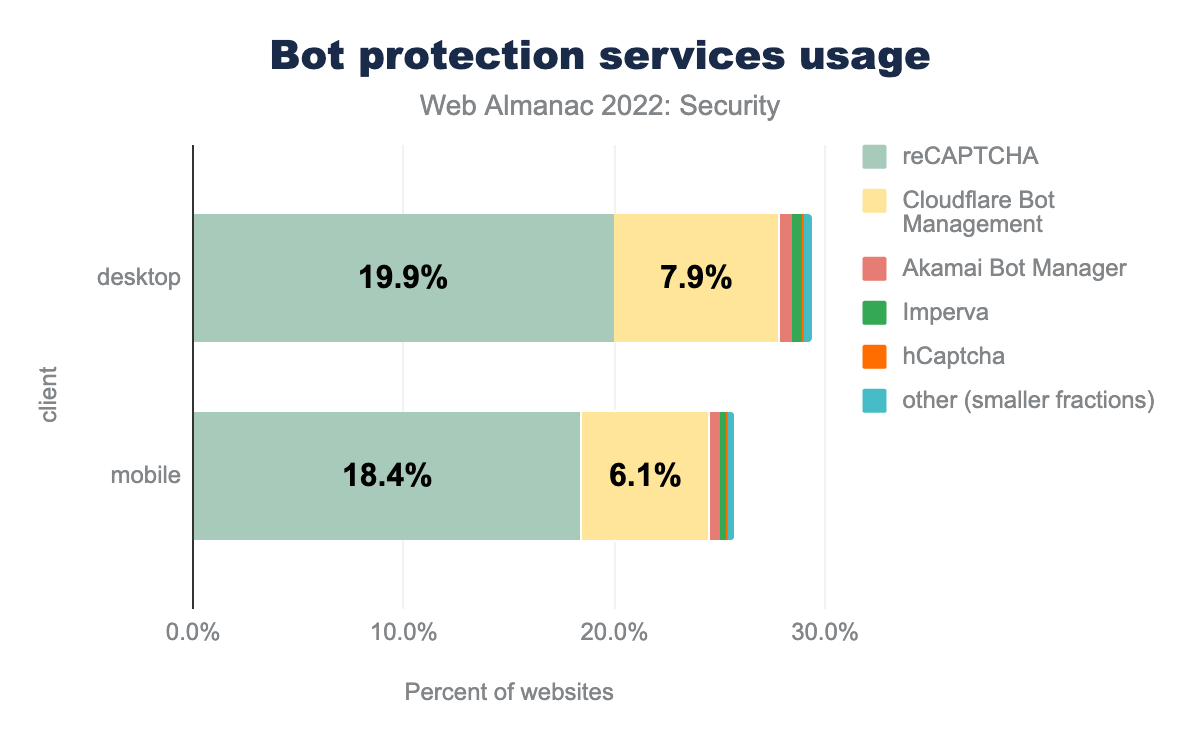 Bot protection services usage
Web Almanac 2022: Security
reCAPTCHA
Cloudflare Bot
Management
Akamai Bot Manager
Imperva
hCaptcha
other (smaller fractions)
client
desktop
19.9%
7.9%
mobile
18.4%
6.1%
0.0%
10.0%
20.0%
30.0%
Percent of websites